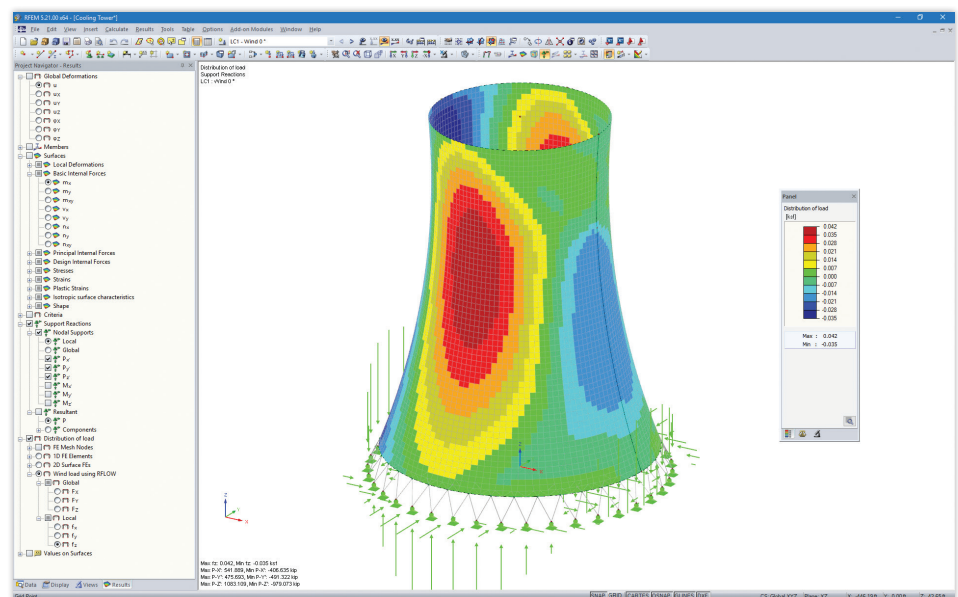 RFEM 5.21.00 x64 - [Cooling Tower*]
File Edit View Insert Calculate Results Tools Table Options Add-on Modules Window Help
LC1 - Wind 0°
Project Navigator - Results
Global Deformations
u
ux
uY
uZ
φX
φY
φZ
Members
Surfaces
Local Deformations
Basic Internal Forces
mx
my
mxy
vx
vy
nx
ny
nxy
Principal Internal Forces
Design Internal Forces
Stresses
Strains
Plastic Strains
Isotropic surface characteristics
Shape
Criteria
Support Reactions
Nodal Supports
Local
Global
Px'
Py'
Pz'
Mx'
My'
Mz'
Resultant
P
Components
Distribution of load
FE Mesh Nodes
1D FE Elements
2D Surface FEs
Wind load using RFLOW
Global
FX
FY
FZ
Local
fx
fy
fz
Values on Surfaces
Data Display Views Results
Distribution of load
Support Reactions
LC1 : Wind 0°
Z
Y
X
Z
X
Max fz: 0.042, Min fz: -0.035 ksf
Max P-X': 541.889, Min P-X': -406.635 kip
Max P-Y': 475.693, Min P-Y': -491.322 kip
Max P-Z': 1083.109, Min P-Z': -979.073 kip
Panel
Distribution of load
[ksf]
0.042
0.035
0.028
0.021
0.014
0.007
0.000
-0.007
-0.014
-0.021
-0.028
-0.035
Max : 0.042
Min : -0.035
Grid Point
SNAP GRID CARTES OSNAP GLINES DXF
CS: Global XYZ Plane: XZ